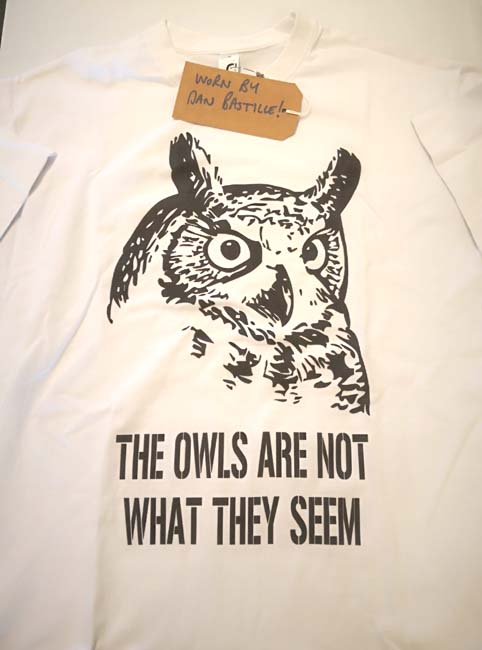 WORN BY
DAN BASTILLE!
THE OWLS ARE NOT
WHAT THEY SEEM